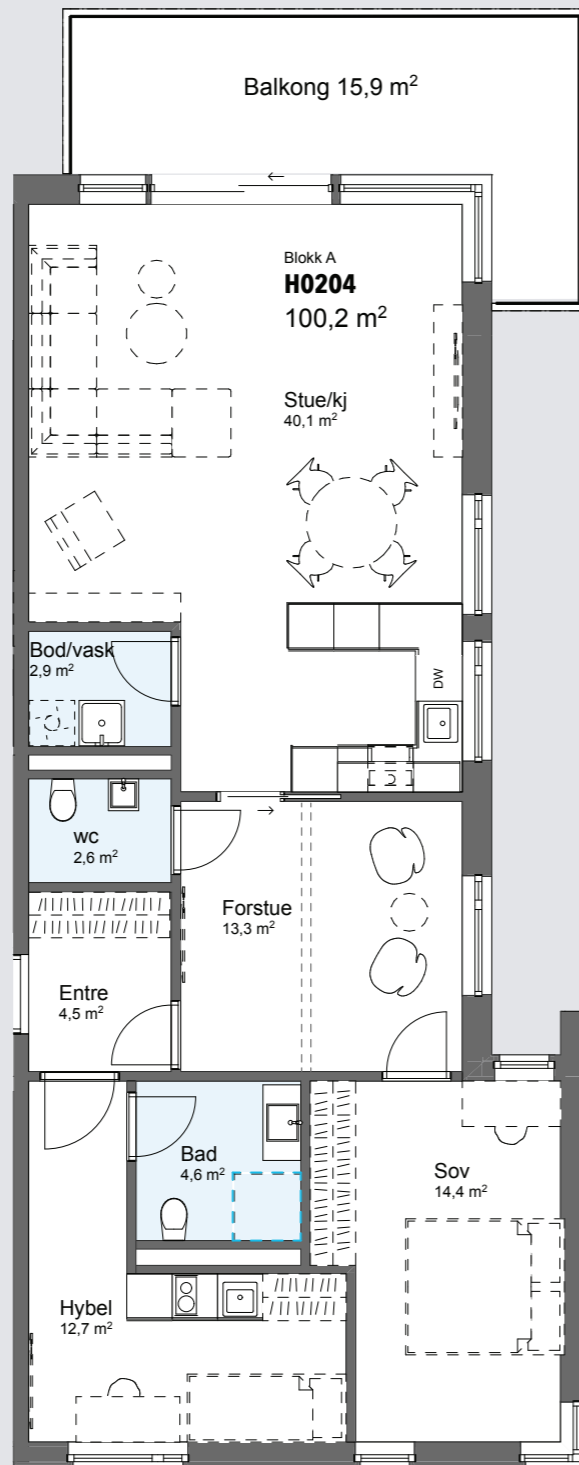 Balkong 15,9 m²
Blokk A
H0204
100,2 m²
Stue/kj
40,1 m²
Bod/vask
2,9 m²
DW
wc
2,6 m²
Forstue
13,3 m²
Entre
4,5 m²
Bad
4,6 m²
Sov
14,4 m²
Hybel
12,7 m²